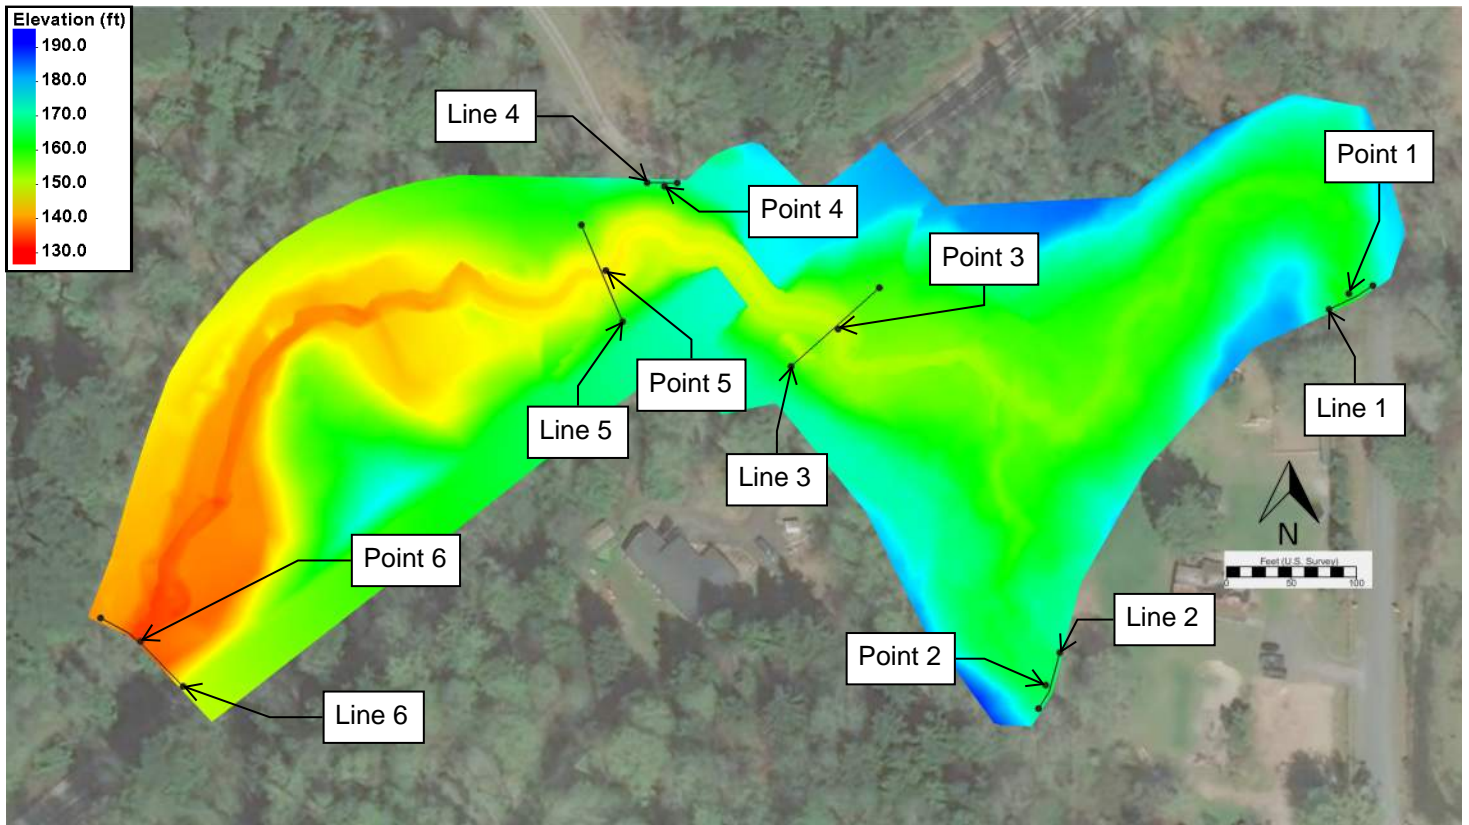 Elevation (ft)
190.0
180.0
170.0
160.0
150.0
140.0
130.0
Line 4
Point 1
Point 4
Point 3
Point 5
Line 5
Line 1
Line 3
N
Feet (U.S. Survey)
0 50 100
Point 6
Line 2
Point 2
Line 6